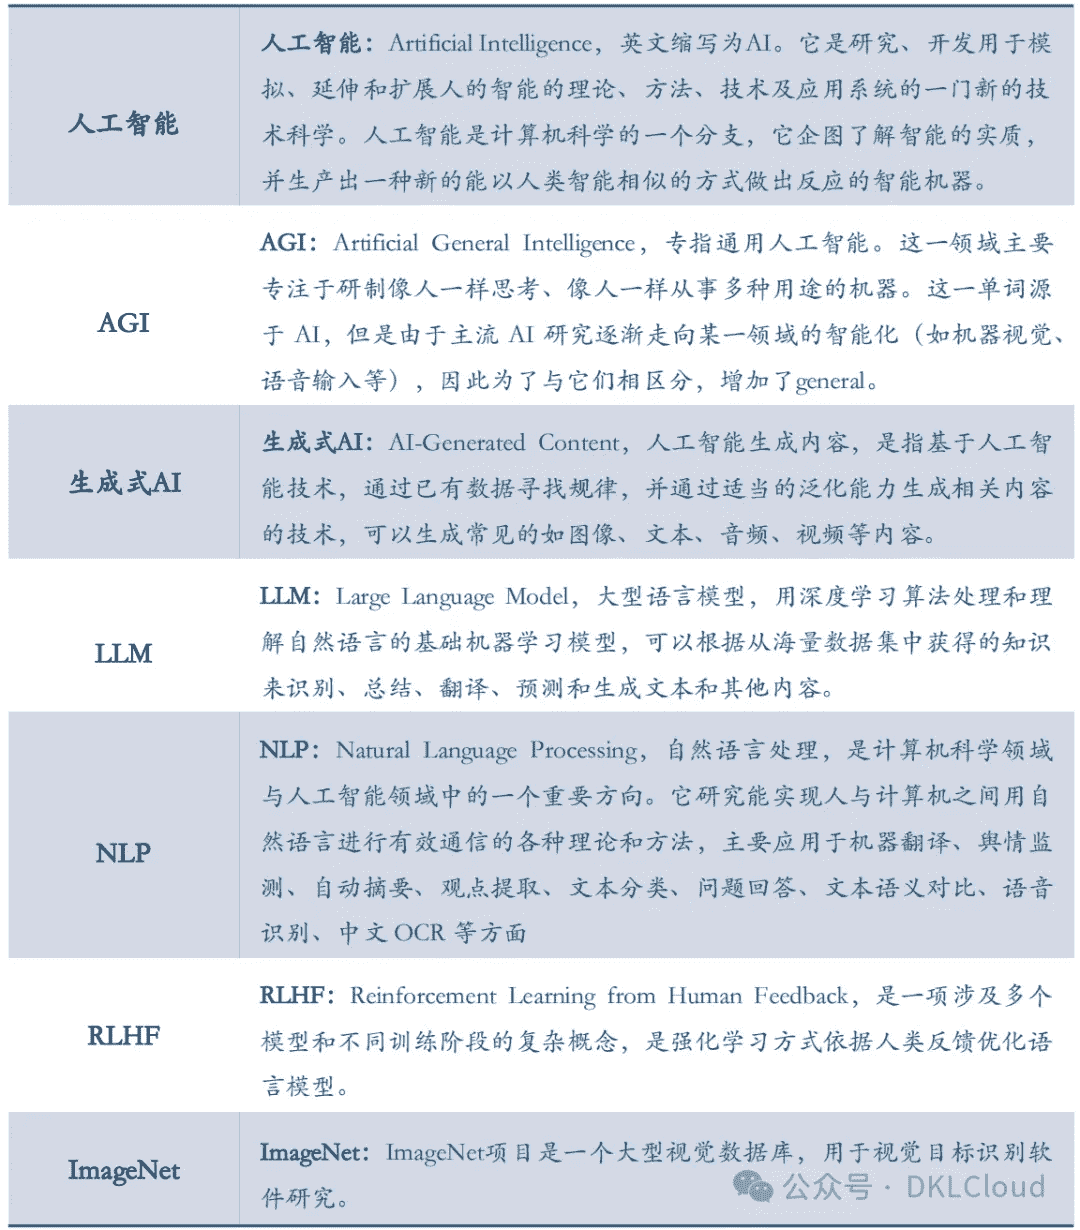 人工智能
人工智能：Artificial Intelligence，英文缩写为AI。它是研究、开发用于模
拟、延伸和扩展人的智能的理论、方法、技术及应用系统的一门新的技
术科学。人工智能是计算机科学的一个分支，它企图了解智能的实质，
并生产出一种新的能以人类智能相似的方式做出反应的智能机器。
AGI
AGI：Artificial General Intelligence，专指通用人工智能。这一领域主要
专注于研制像人一样思考、像人一样从事多种用途的机器。这一单词源
于 AI，但是由于主流 AI 研究逐渐走向某一领域的智能化（如机器视觉、
语音输入等），因此为了与它们相区分，增加了general。
生成式AI
生成式AI：AI-Generated Content，人工智能生成内容，是指基于人工智
能技术，通过已有数据寻找规律，并通过适当的泛化能力生成相关内容
的技术，可以生成常见的如图像、文本、音频、视频等内容。
LLM
LLM：Large Language Model，大型语言模型，用深度学习算法处理和理
解自然语言的基础机器学习模型，可以根据从海量数据集中获得的知识
来识别、总结、翻译、预测和生成文本和其他内容。
NLP
NLP：Natural Language Processing，自然语言处理，是计算机科学领域
与人工智能领域中的一个重要方向。它研究能实现人与计算机之间用自
然语言进行有效通信的各种理论和方法，主要应用于机器翻译、舆情监
测、自动摘要、观点提取、文本分类、问题回答、文本语义对比、语音
识别、中文 OCR 等方面
RLHF
RLHF：Reinforcement Learning from Human Feedback，是一项涉及多个
模型和不同训练阶段的复杂概念，是强化学习方式依据人类反馈优化语
言模型。
ImageNet
ImageNet：ImageNet项目是一个大型视觉数据库，用于视觉目标识别软
件研究。
公众号 · DKLCloud